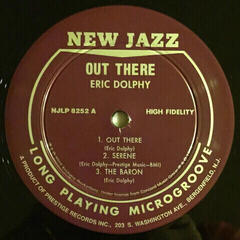 NEW JAZZ
OUT THERE
ERIC DOLPHY
NJLP 8252 A
HIGH FIDELITY
1. OUT THERE
(Eric Dolphy)
2. SERENE
(Eric Dolphy—Prestige Music—BMI)
3. THE BARON
(Eric Dolphy)
LONG PLAYING MICROGROOVE
A PRODUCT OF PRESTIGE RECORDS INC., 203 S. WASHINGTON AVE., BERGENFIELD, N.J.